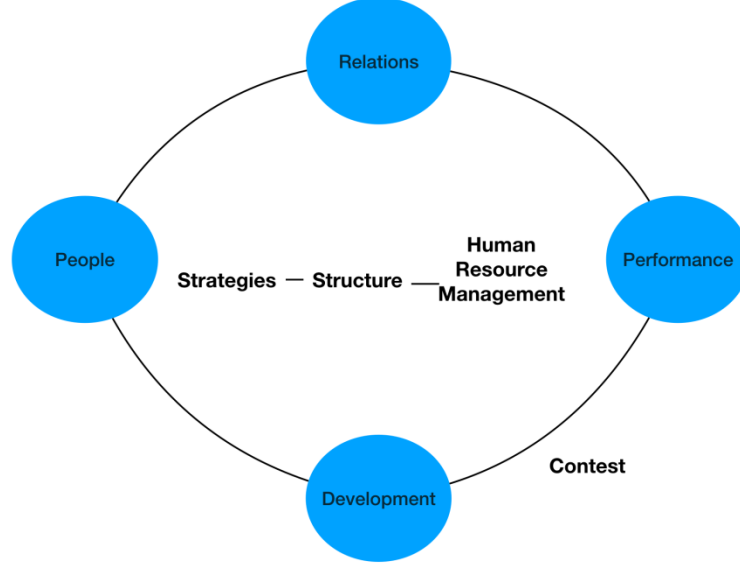 Relations
People
Strategies — Structure — Human
Resource
Management
Performance
Contest
Development